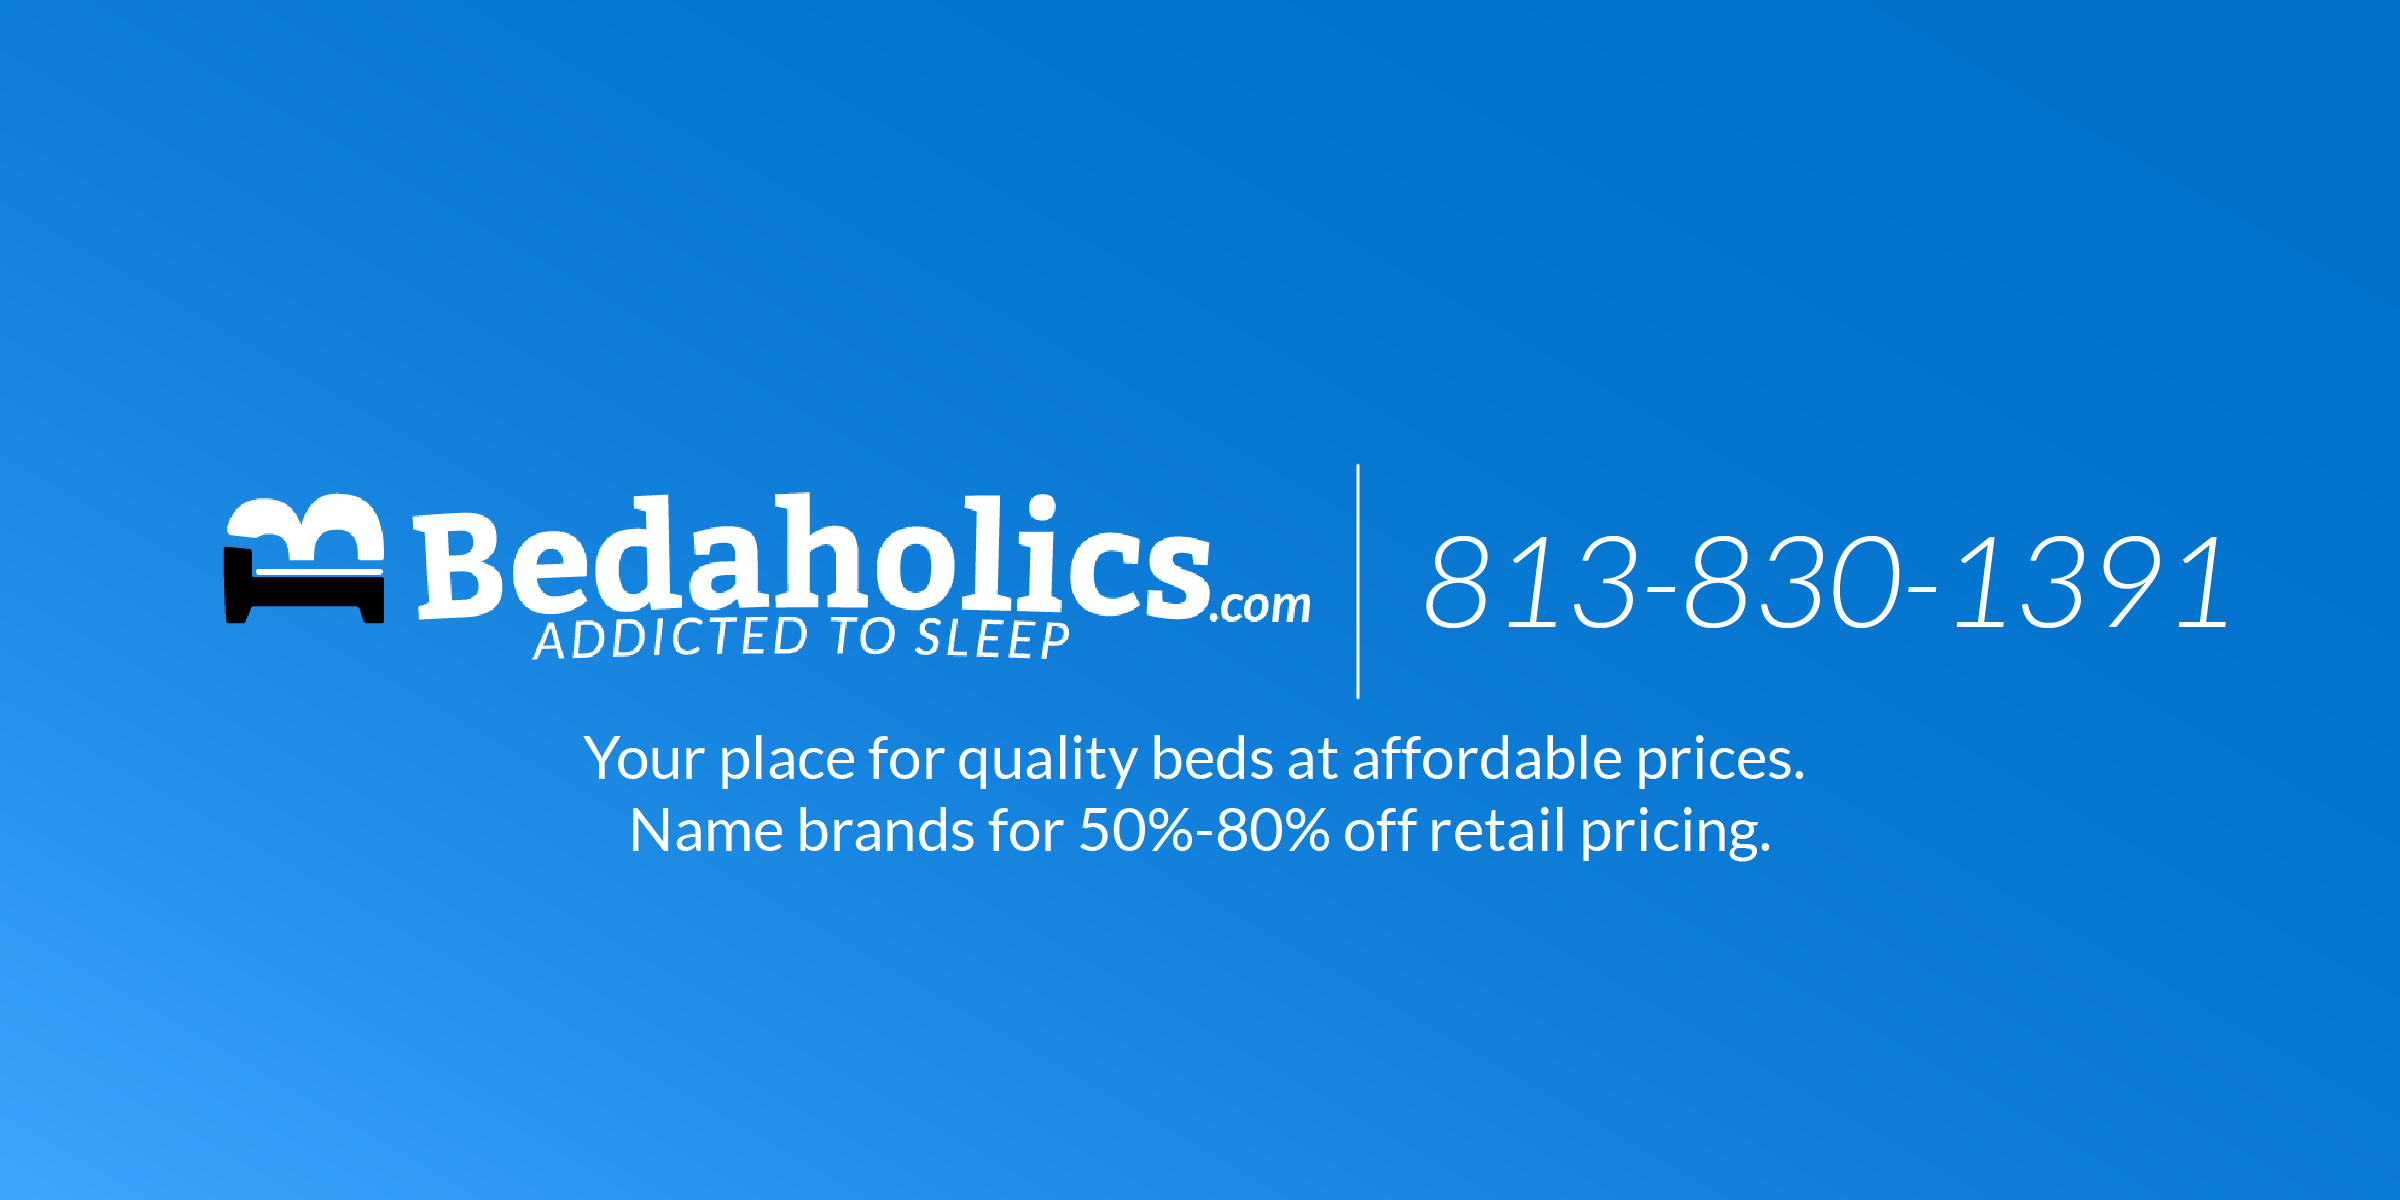 Bedaholics.com
ADDICTED TO SLEEP
813-830-1391
Your place for quality beds at affordable prices.
Name brands for 50%-80% off retail pricing.